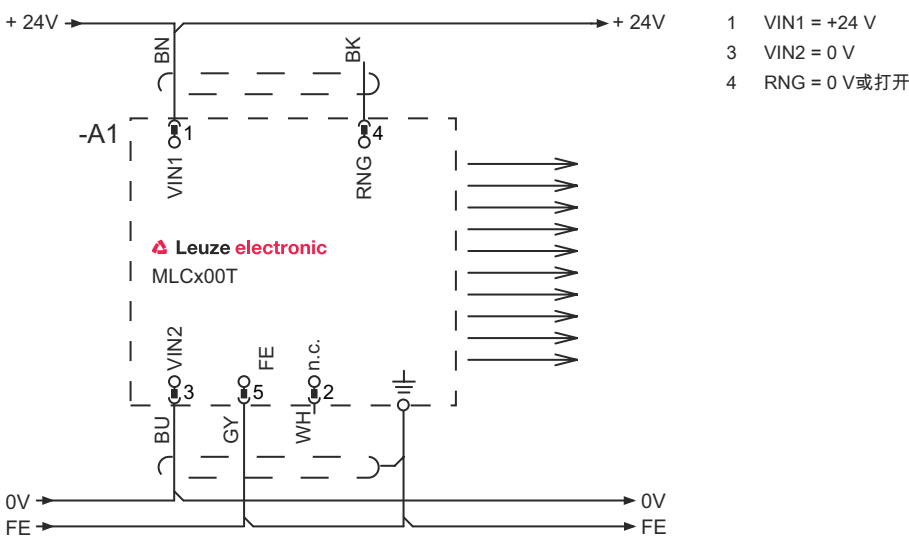 + 24V
+ 24V
1 VIN1 = +24 V
3 VIN2 = 0 V
4 RNG = 0 V或打开
BN
BK
-A1
1
4
VIN1
RNG
Leuze electronic
MLCx00T
VIN2
FE
n.c.
3
5
2
BU
GY
WH
0V
0V
FE
FE